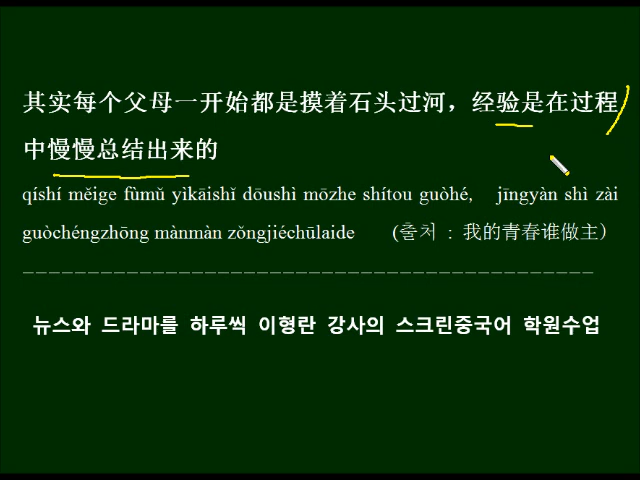 其实每个父母一开始都是摸着石头过河，经验是在过程
中慢慢总结出来的
qíshí měige fùmǔ yìkāishǐ dōushì mōzhe shítou guòhé, jīngyàn shì zài
guòchéngzhōng mànmàn zǒngjiéchūlaide (출처 : 我的青春谁做主)
뉴스와 드라마를 하루씩 이형란 강사의 스크린중국어 학원수업